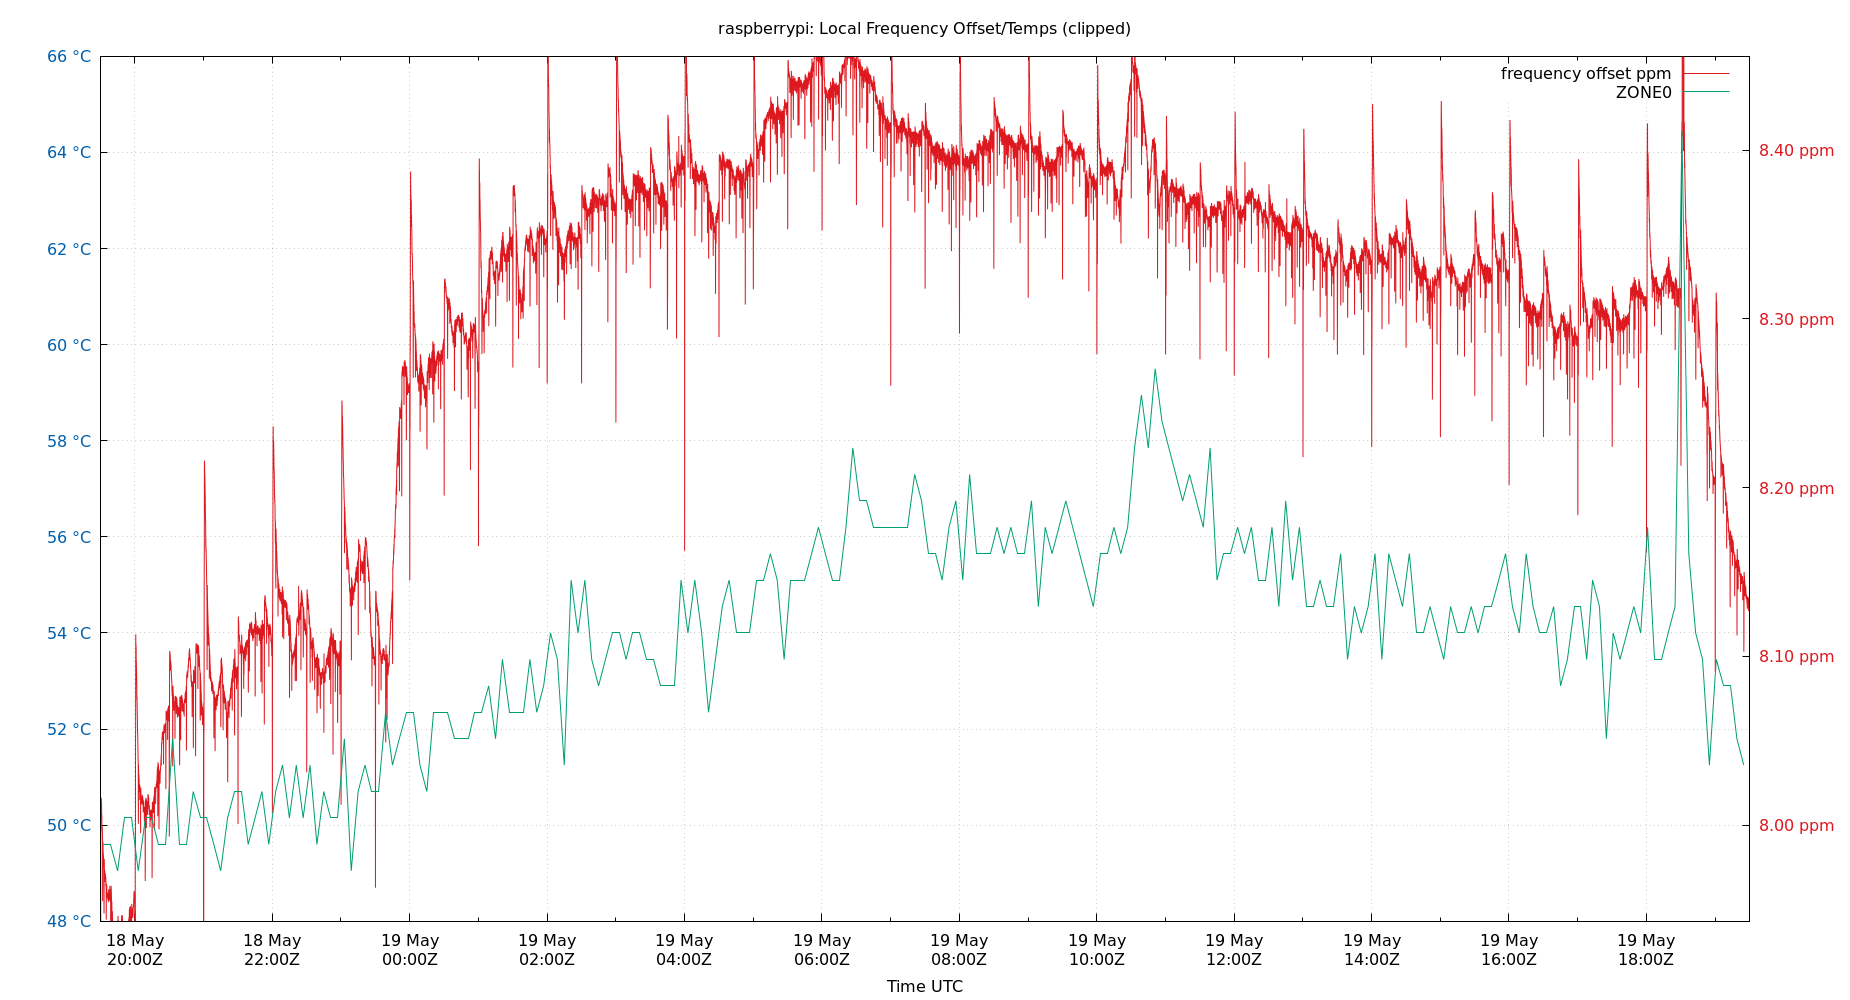 raspberrypi: Local Frequency Offset/Temps (clipped)
frequency offset ppm
ZONE0
66 °C
64 °C
62 °C
60 °C
58 °C
56 °C
54 °C
52 °C
50 °C
48 °C
8.40 ppm
8.30 ppm
8.20 ppm
8.10 ppm
8.00 ppm
18 May
20:00Z
18 May
22:00Z
19 May
00:00Z
19 May
02:00Z
19 May
04:00Z
19 May
06:00Z
19 May
08:00Z
19 May
10:00Z
19 May
12:00Z
19 May
14:00Z
19 May
16:00Z
19 May
18:00Z
Time UTC